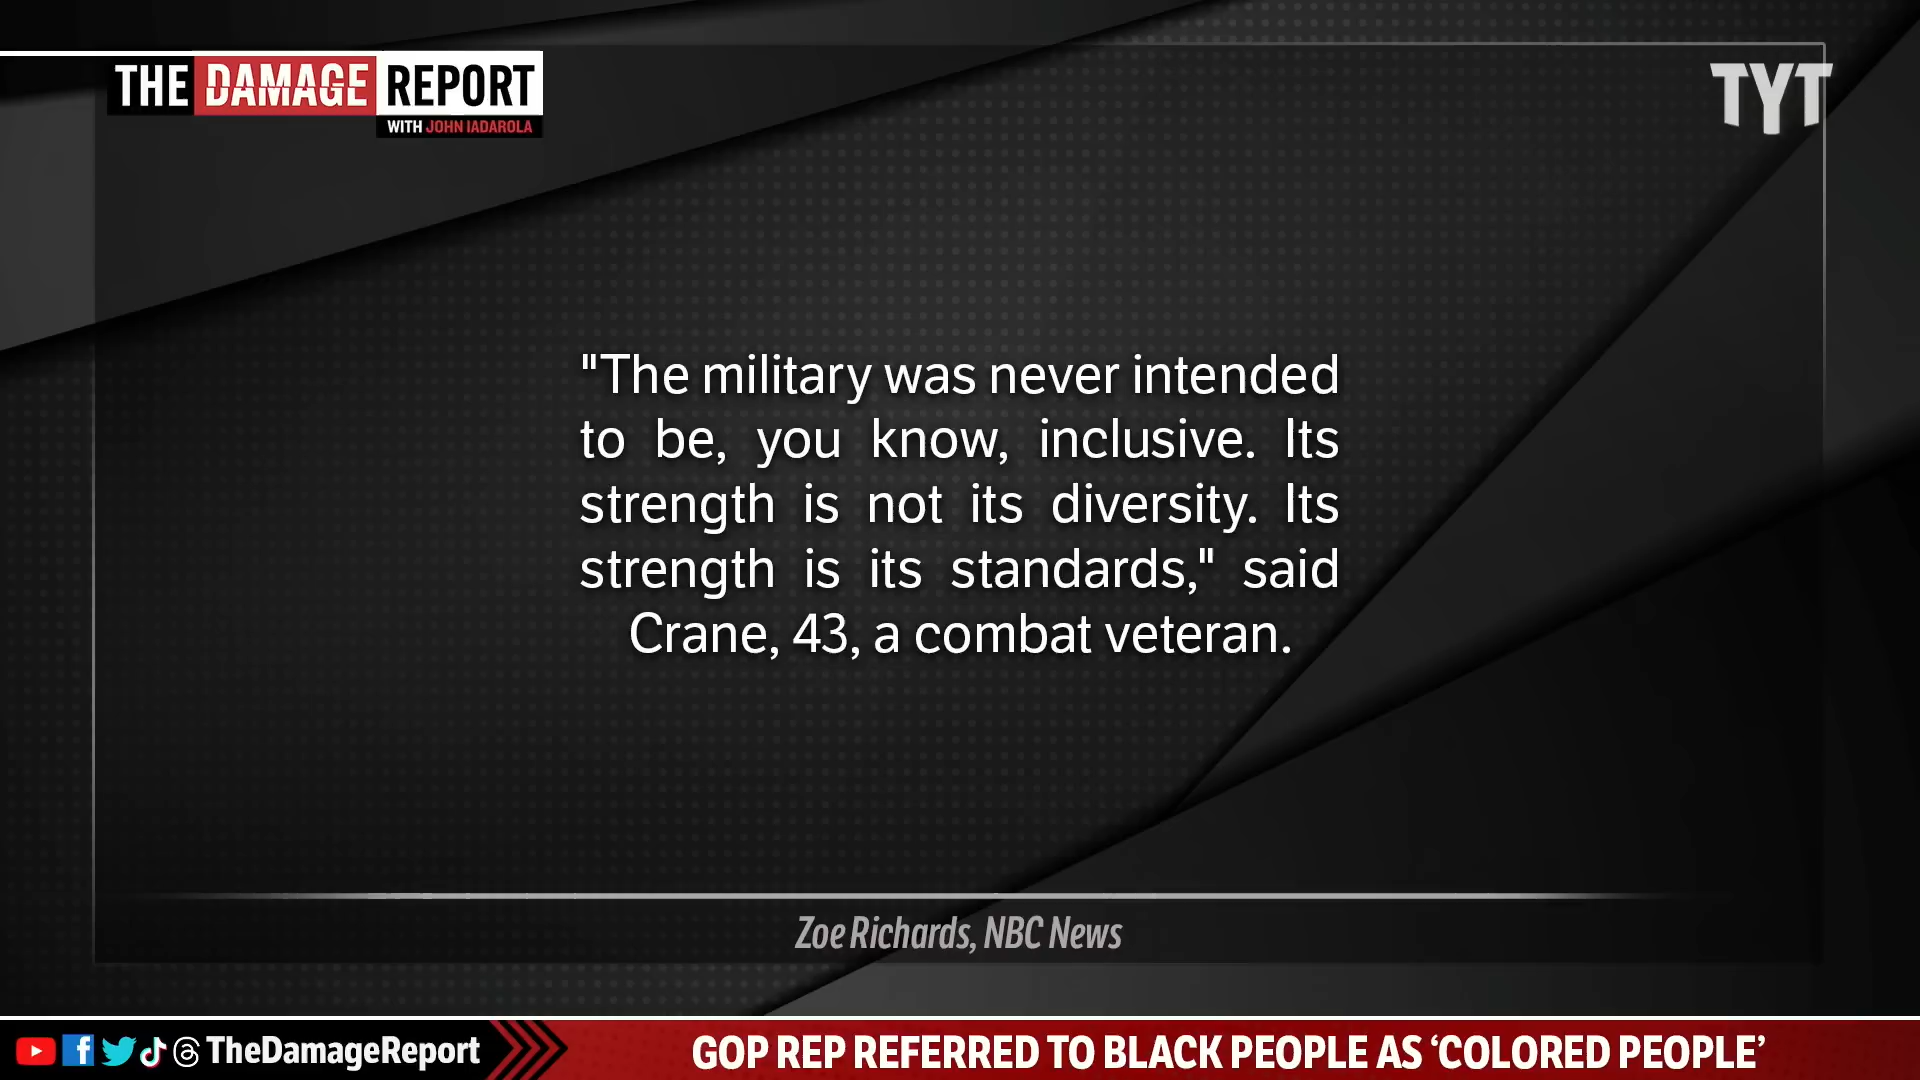 THE DAMAGE REPORT
WITH JOHN IADAROLA
TYT
"The military was never intended
to be, you know, inclusive. Its
strength is not its diversity. Its
strength is its standards," said
Crane, 43, a combat veteran.
Zoe Richards, NBC News
TheDamageReport
GOP REP REFERRED TO BLACK PEOPLE AS ‘COLORED PEOPLE’